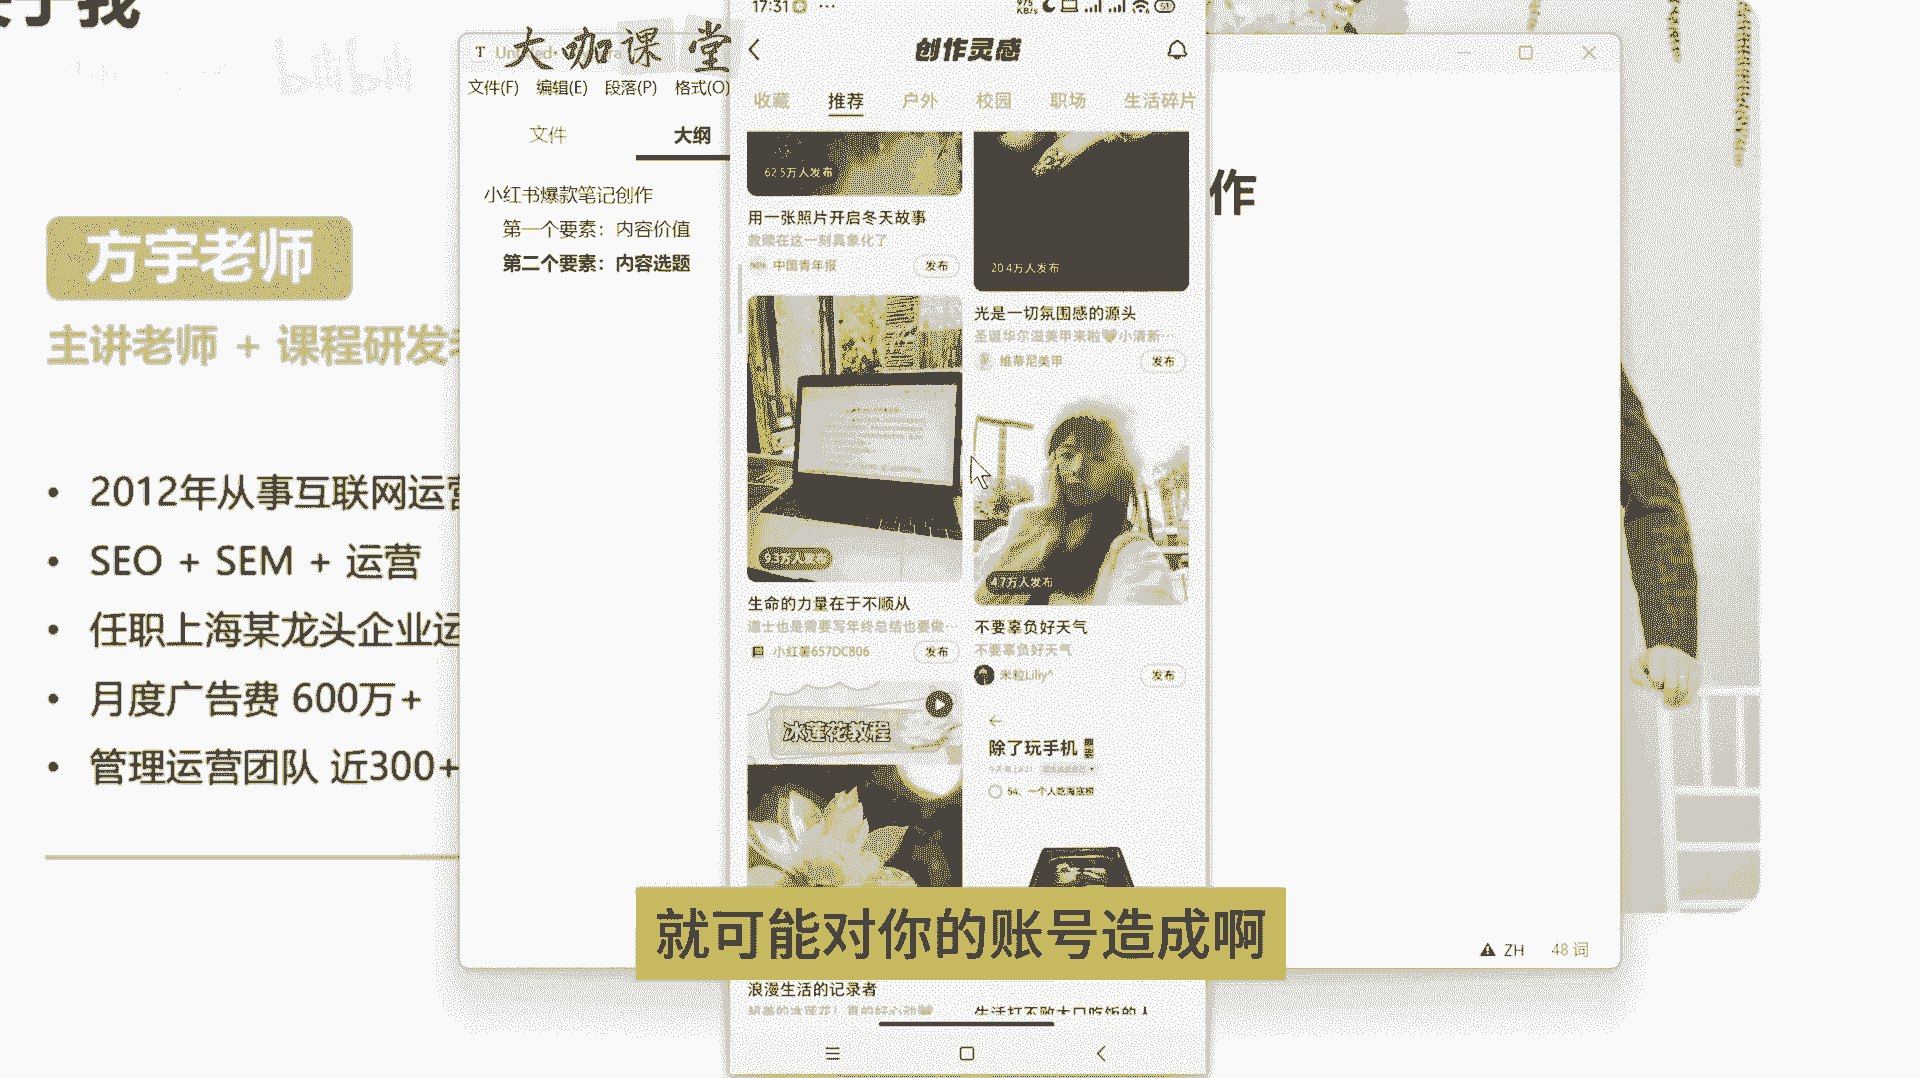 于我
bilibili
方宇老师
主讲老师 + 课程研发
• 2012年从事互联网运营
• SEO + SEM + 运营
• 任职上海某龙头企业运
• 月度广告费 600万+
• 管理运营团队 近300+
大咖课堂
文件(F) 编辑(E) 段落(P) 格式(O)
文件 大纲
小红书爆款笔记创作
第一个要素：内容价值
第二个要素：内容选题
作
17:31
创作灵感
收藏 推荐 户外 校园 职场 生活碎片
62.5万人发布
用一张照片开启冬天故事
救赎在这一刻具象化了
中国青年报 发布
20.4万人发布
光是一切氛围感的源头
圣诞华尔滋美甲来啦小清新…
维蒂尼美甲 发布
9.3万人发布
生命的力量在于不顺从
道士也是需要写年终总结也要做…
小红薯657DC806 发布
4.7万人发布
不要辜负好天气
不要辜负好天气
米粒Liliy^ 发布
冰莲花教程
除了玩手机
54、一个人吃海底捞
就可能对你的账号造成啊
浪漫生活的记录者
超美的冰莲花！真的好心动
生活打不败大口吃饭的人
ZH 48 词